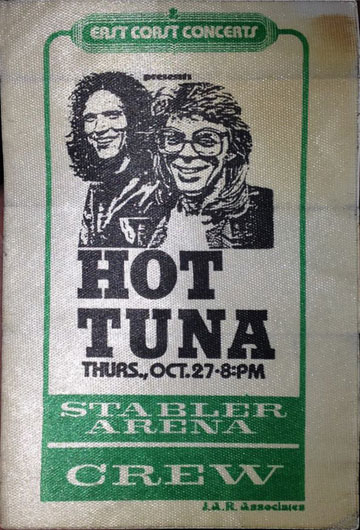 EAST COAST CONCERTS
presents
HOT
TUNA
THURS., OCT. 27·8:PM
STABLER
ARENA
CREW
J.A.R. Associates